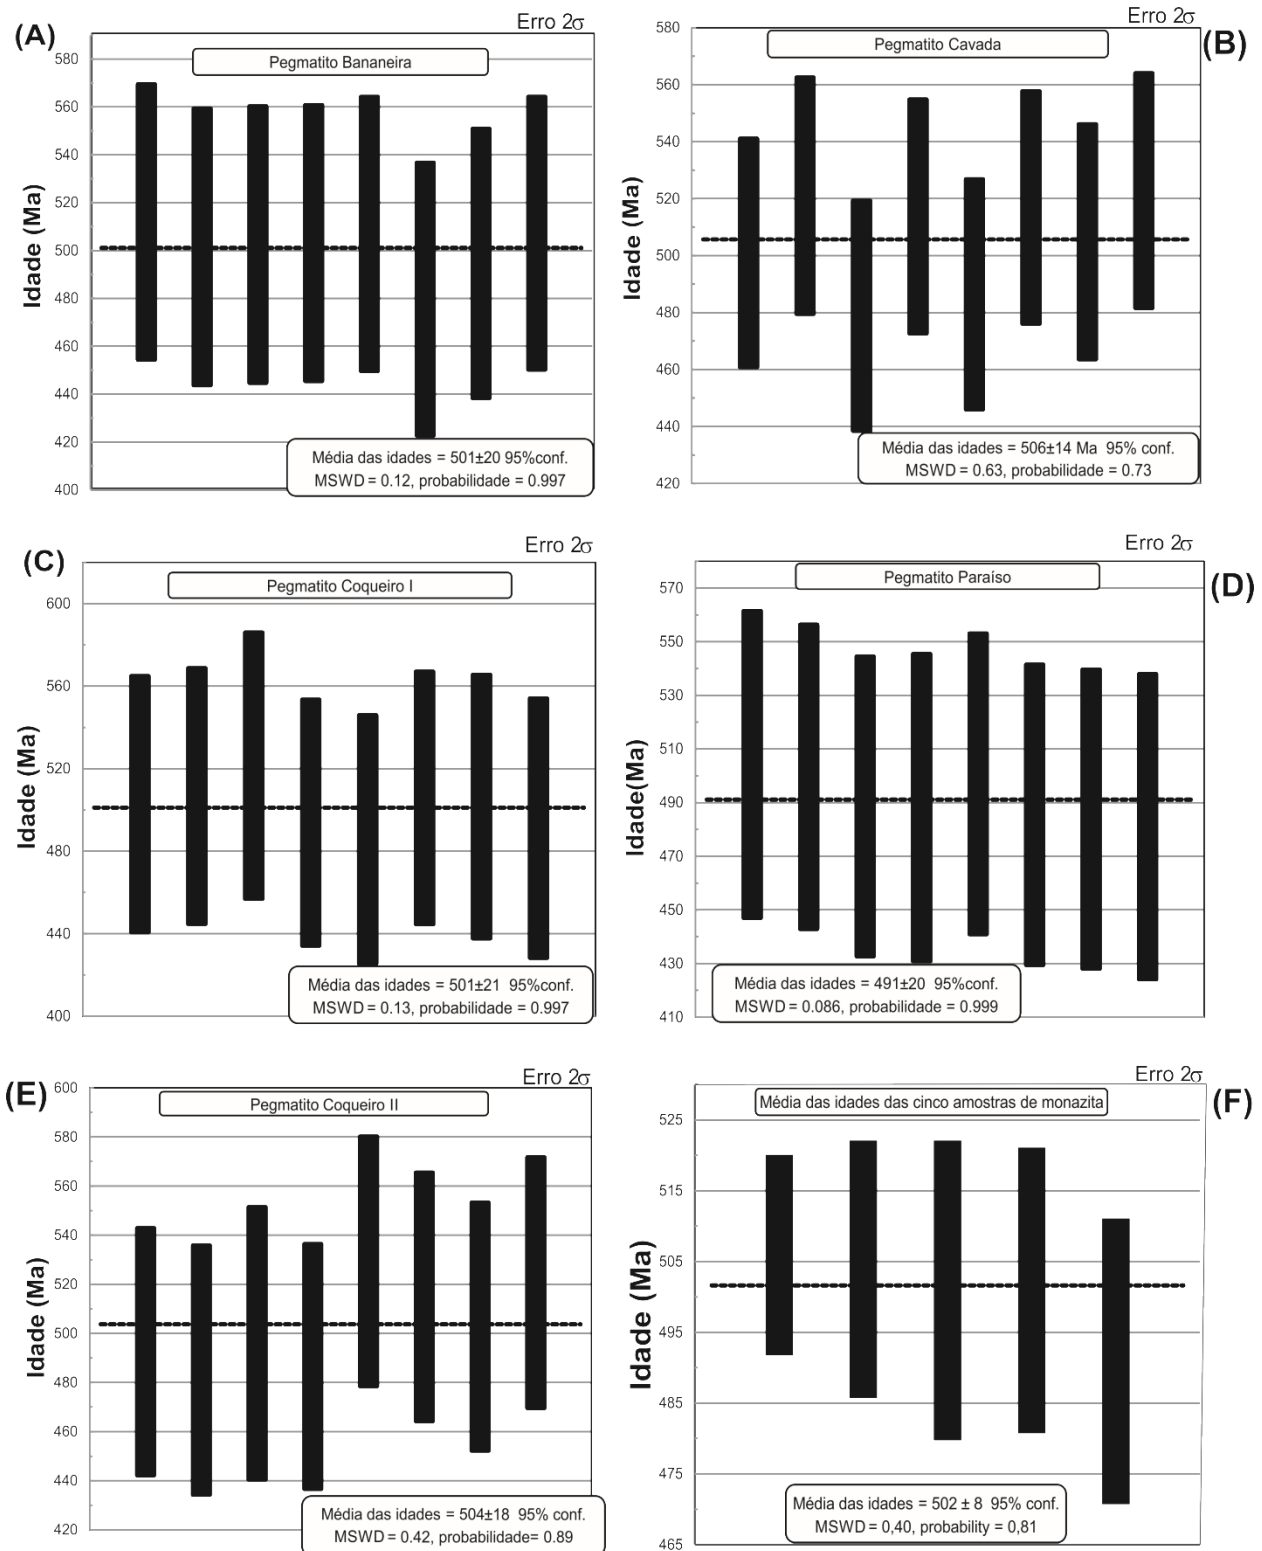 (A)
Erro 2σ
Pegmatito Bananeira
Idade (Ma)
580
560
540
520
500
480
460
440
420
400
Média das idades = 501±20 95%conf.
MSWD = 0.12, probabilidade = 0.997
Erro 2σ
(B)
Pegmatito Cavada
Idade (Ma)
580
560
540
520
500
480
460
440
420
Média das idades = 506±14 Ma 95% conf.
MSWD = 0.63, probabilidade = 0.73
(C)
Erro 2σ
Pegmatito Coqueiro I
Idade (Ma)
600
560
520
480
440
400
Média das idades = 501±21 95%conf.
MSWD = 0.13, probabilidade = 0.997
Erro 2σ
(D)
Pegmatito Paraíso
Idade(Ma)
570
550
530
510
490
470
450
430
410
Média das idades = 491±20 95%conf.
MSWD = 0.086, probabilidade = 0.999
(E)
Erro 2σ
Pegmatito Coqueiro II
Idade (Ma)
600
580
560
540
520
500
480
460
440
420
Média das idades = 504±18 95% conf.
MSWD = 0.42, probabilidade= 0.89
Erro 2σ
(F)
Média das idades das cinco amostras de monazita
Idade (Ma)
525
515
505
495
485
475
465
Média das idades = 502 ± 8 95% conf.
MSWD = 0,40, probability = 0,81